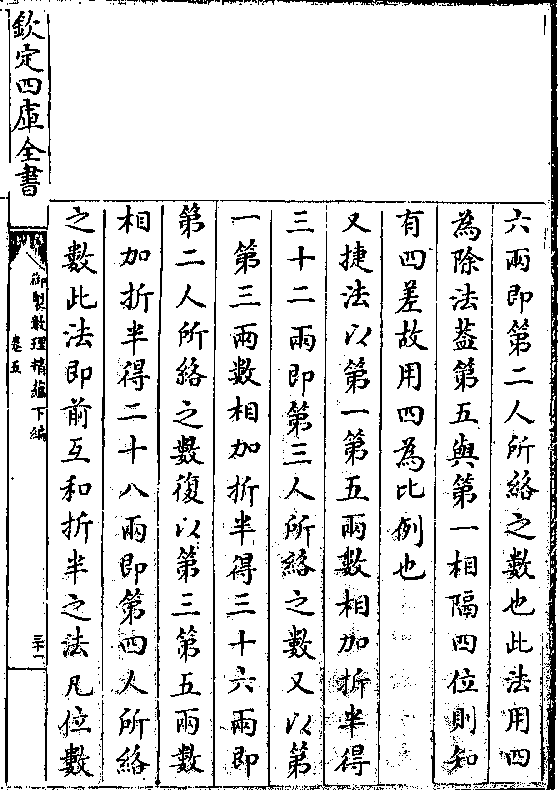 六兩即第二人所給之數也此法用四
為除法葢第五與第一相隔四位則知
有四差故用四為比例也
又捷法以第一第五兩數相加折半得
三十二兩即第三人所給之數又以第
一第三兩數相加折半得三十六兩即
第二人所給之數復以第三第五兩數
相加折半得二十八兩即第四人所給
之數此法即前互和折半之法凡位數
欽定四庫全書
御製數理精蘊下編
卷五
三十一